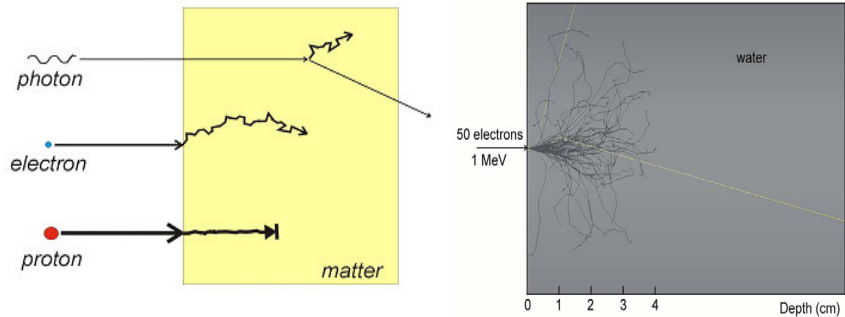 photon
electron
proton
matter
water
50 electrons
1 MeV
0 1 2 3 4
Depth (cm)